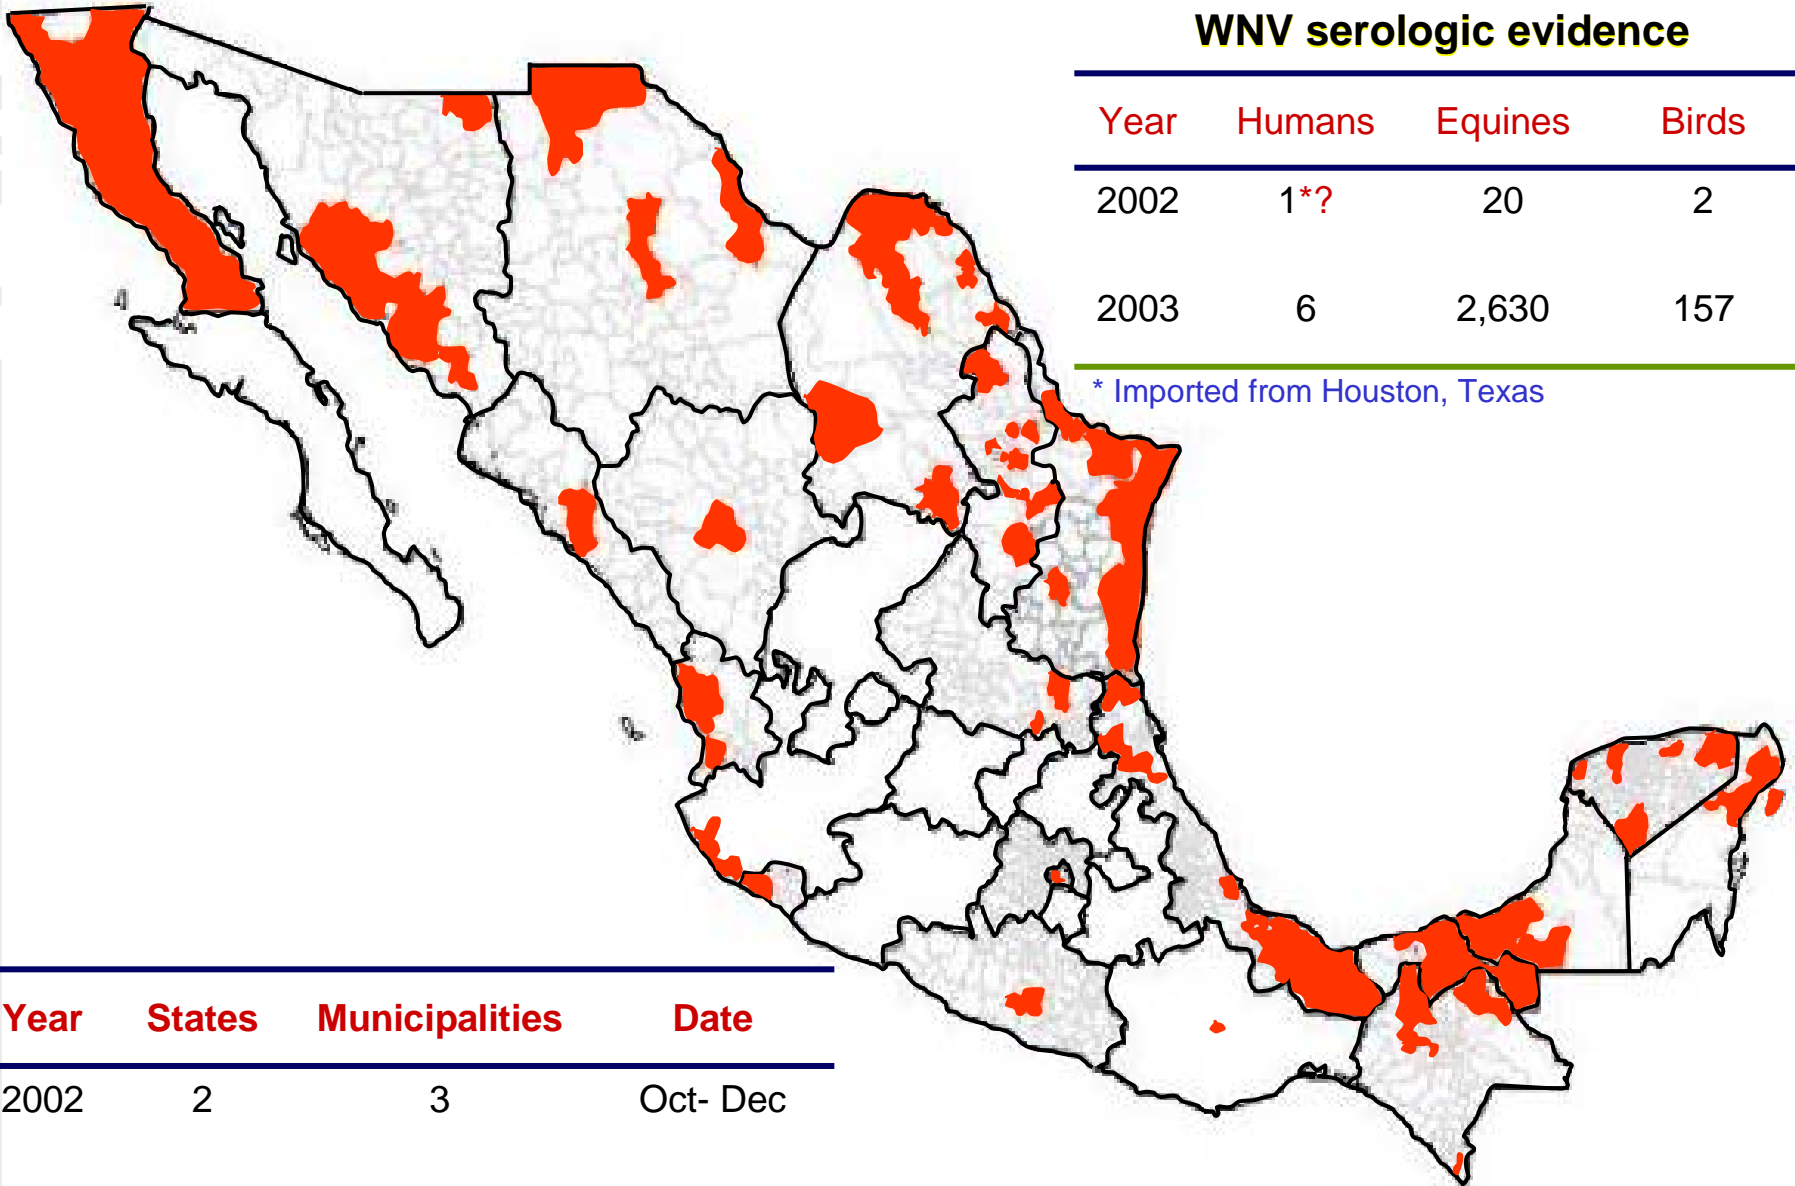 WNV serologic evidence
Year Humans Equines Birds
2002 1*? 20 2
2003 6 2,630 157
* Imported from Houston, Texas
Year States Municipalities Date
2002 2 3 Oct- Dec